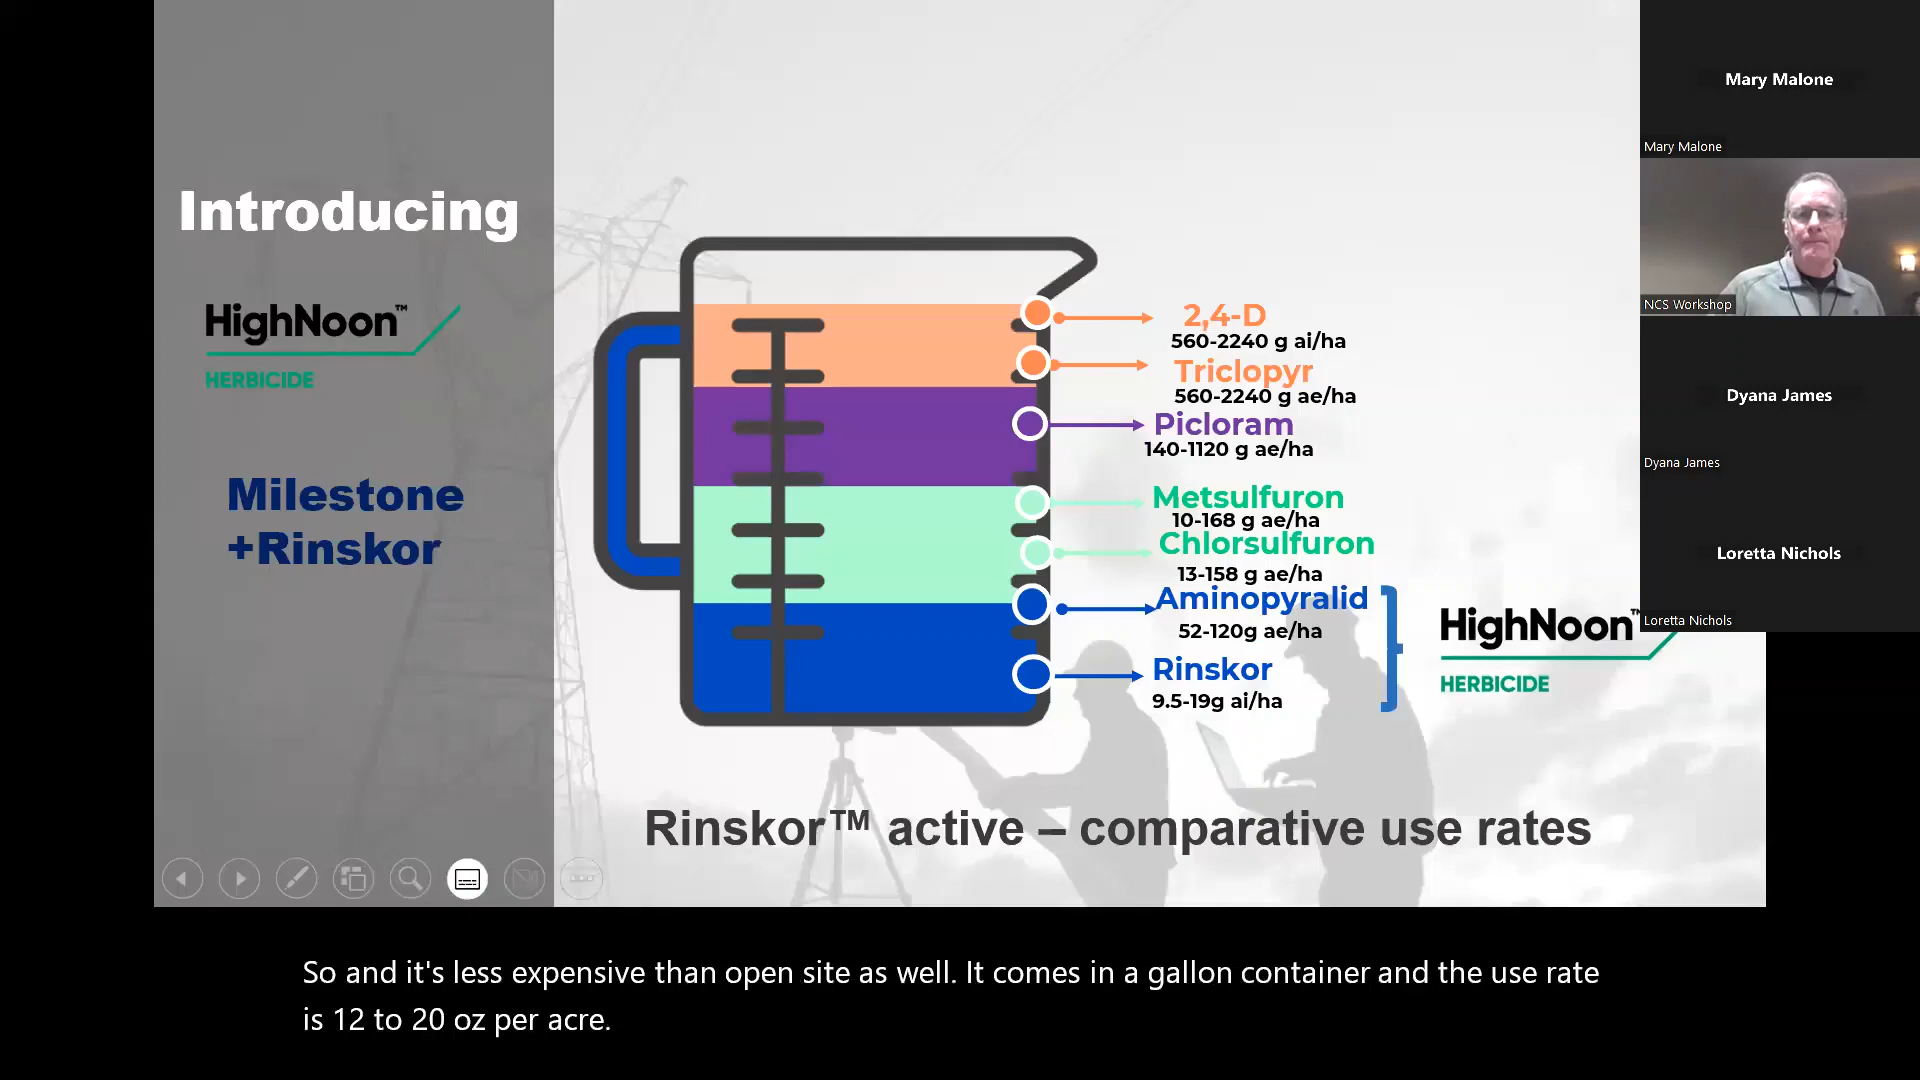 Introducing
HighNoon™
HERBICIDE
Milestone
+Rinskor
2,4-D
560-2240 g ai/ha
Triclopyr
560-2240 g ae/ha
Picloram
140-1120 g ae/ha
Metsulfuron
10-168 g ae/ha
Chlorsulfuron
13-158 g ae/ha
Aminopyralid
52-120g ae/ha
Rinskor
9.5-19g ai/ha
HighNoon™
HERBICIDE
Rinskor™ active – comparative use rates
Mary Malone
Mary Malone
NCS Workshop
Dyana James
Dyana James
Loretta Nichols
Loretta Nichols
So and it's less expensive than open site as well. It comes in a gallon container and the use rate
is 12 to 20 oz per acre.